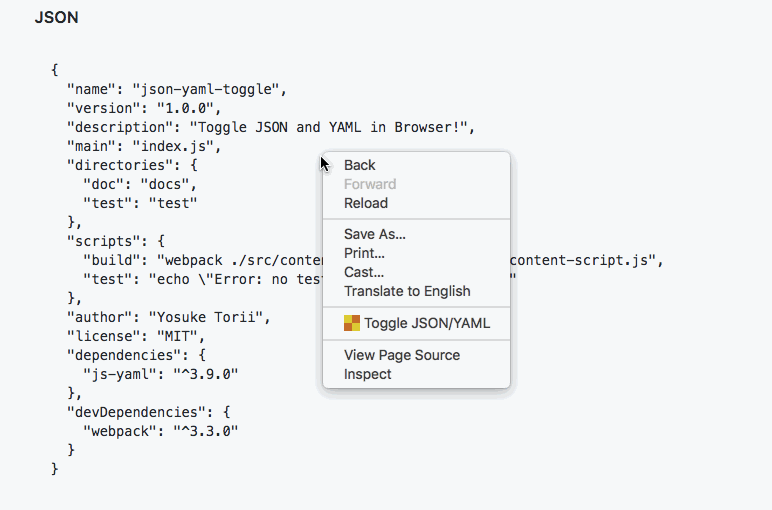 JSON
{
"name": "json-yaml-toggle",
"version": "1.0.0",
"description": "Toggle JSON and YAML in Browser!",
"main": "index.js",
"directories": {
"doc": "docs",
"test": "test"
},
"scripts": {
"build": "webpack ./src/conten content-script.js",
"test": "echo \"Error: no test "
},
"author": "Yosuke Torii",
"license": "MIT",
"dependencies": {
"js-yaml": "^3.9.0"
},
"devDependencies": {
"webpack": "^3.3.0"
}
}
Back
Forward
Reload
Save As...
Print...
Cast...
Translate to English
Toggle JSON/YAML
View Page Source
Inspect